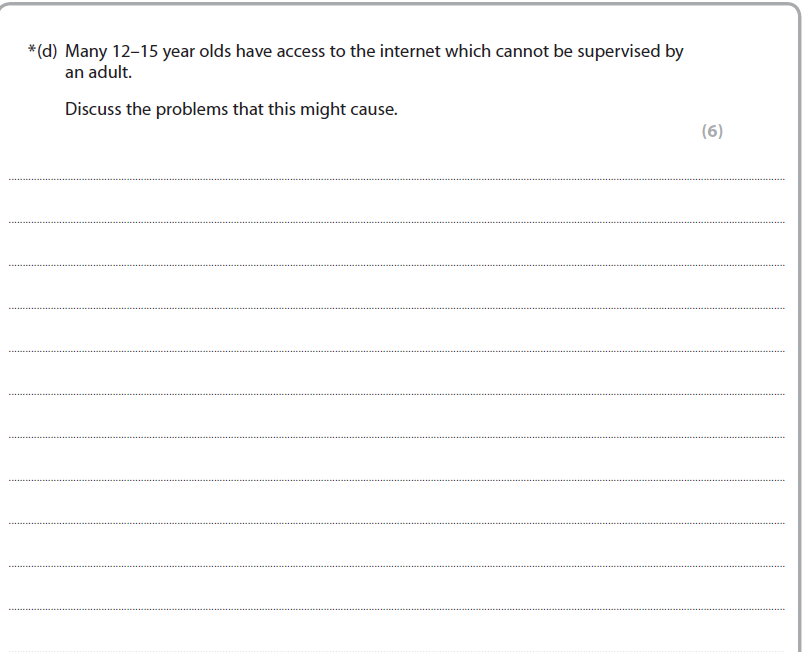 *(d) Many 12–15 year olds have access to the internet which cannot be supervised by
an adult.
Discuss the problems that this might cause.
(6)